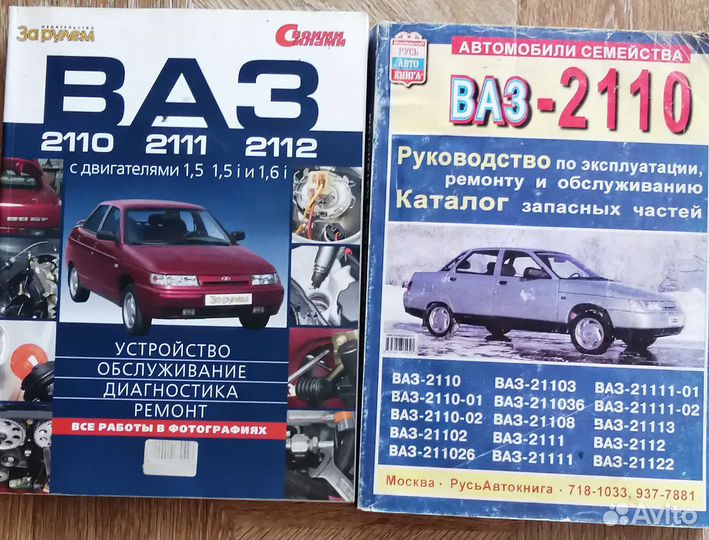 ИЗДАТЕЛЬСТВО
За рулем
Своими
Силами
ВАЗ
2110 2111 2112
с двигателями 1,5 1,5 i и 1,6 i
За рулем
УСТРОЙСТВО
ОБСЛУЖИВАНИЕ
ДИАГНОСТИКА
РЕМОНТ
ВСЕ РАБОТЫ В ФОТОГРАФИЯХ
РУСЬ
АВТО
КНИГА
АВТОМОБИЛИ СЕМЕЙСТВА
ВАЗ-2110
Руководство по эксплуатации,
ремонту и обслуживанию
Каталог запасных частей
ВАЗ-2110 ВАЗ-21103 ВАЗ-21111-01
ВАЗ-2110-01 ВАЗ-211036 ВАЗ-21111-02
ВАЗ-2110-02 ВАЗ-21108 ВАЗ-21113
ВАЗ-21102 ВАЗ-2111 ВАЗ-2112
ВАЗ-211026 ВАЗ-21111 ВАЗ-21122
Москва · РусьАвтокнига · 718-1033, 937-7881
Avito